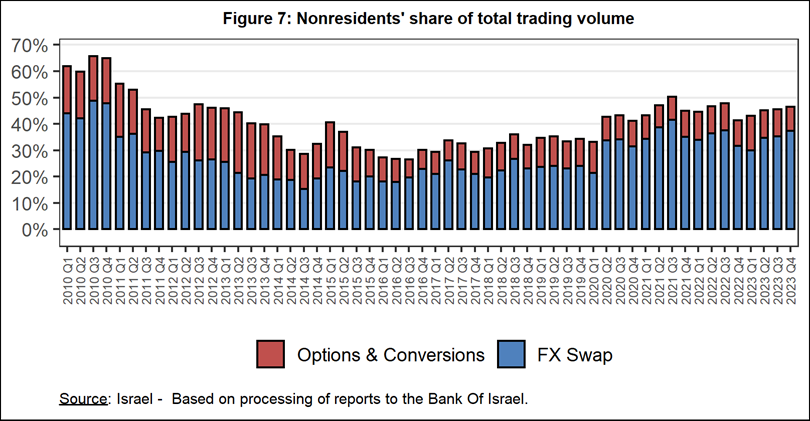 Figure 7: Nonresidents' share of total trading volume
70%
60%
50%
40%
30%
20%
10%
0%
2010 Q1
2010 Q2
2010 Q3
2010 Q4
2011 Q1
2011 Q2
2011 Q3
2011 Q4
2012 Q1
2012 Q2
2012 Q3
2012 Q4
2013 Q1
2013 Q2
2013 Q3
2013 Q4
2014 Q1
2014 Q2
2014 Q3
2014 Q4
2015 Q1
2015 Q2
2015 Q3
2015 Q4
2016 Q1
2016 Q2
2016 Q3
2016 Q4
2017 Q1
2017 Q2
2017 Q3
2017 Q4
2018 Q1
2018 Q2
2018 Q3
2018 Q4
2019 Q1
2019 Q2
2019 Q3
2019 Q4
2020 Q1
2020 Q2
2020 Q3
2020 Q4
2021 Q1
2021 Q2
2021 Q3
2021 Q4
2022 Q1
2022 Q2
2022 Q3
2022 Q4
2023 Q1
2023 Q2
2023 Q3
2023 Q4
Options & Conversions FX Swap
Source: Israel - Based on processing of reports to the Bank Of Israel.